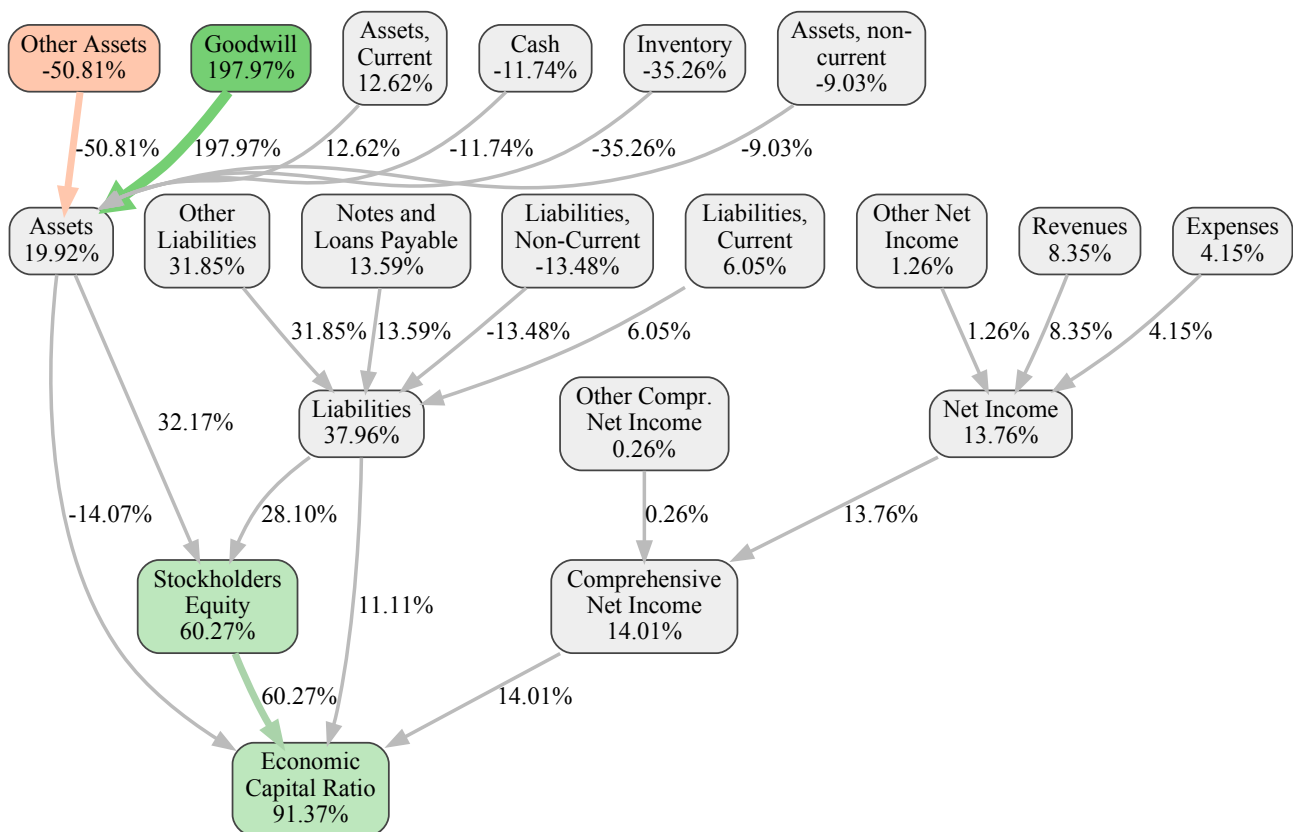 Other Assets
-50.81%
Goodwill
197.97%
Assets,
Current
12.62%
Cash
-11.74%
Inventory
-35.26%
Assets, non-
current
-9.03%
-50.81%
197.97%
12.62%
-11.74%
-35.26%
-9.03%
Assets
19.92%
Other
Liabilities
31.85%
Notes and
Loans Payable
13.59%
Liabilities,
Non-Current
-13.48%
Liabilities,
Current
6.05%
Other Net
Income
1.26%
Revenues
8.35%
Expenses
4.15%
31.85%
13.59%
-13.48%
6.05%
1.26%
8.35%
4.15%
32.17%
Liabilities
37.96%
Other Compr.
Net Income
0.26%
Net Income
13.76%
-14.07%
28.10%
0.26%
13.76%
Stockholders
Equity
60.27%
11.11%
Comprehensive
Net Income
14.01%
60.27%
14.01%
Economic
Capital Ratio
91.37%